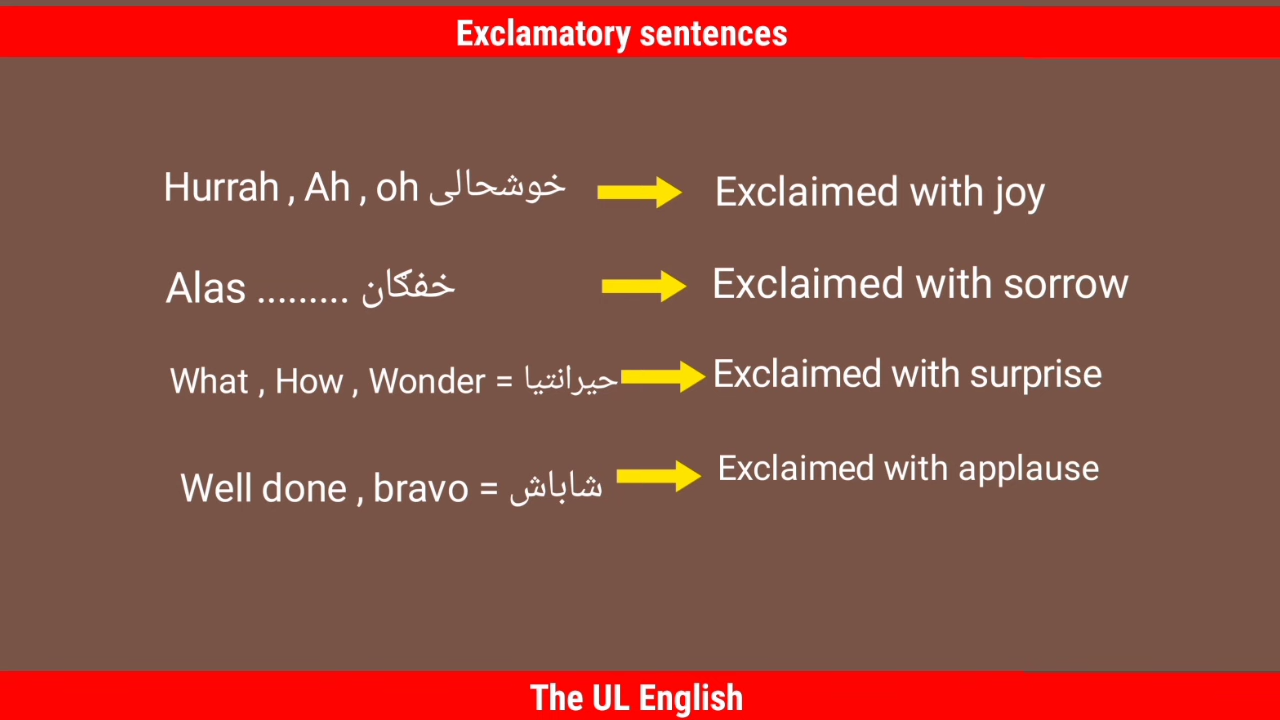 Exclamatory sentences
Hurrah , Ah , oh خوشحالی
Exclaimed with joy
Alas ......... خفګان
Exclaimed with sorrow
What , How , Wonder = حیرانتیا
Exclaimed with surprise
Well done , bravo = شاباش
Exclaimed with applause
The UL English